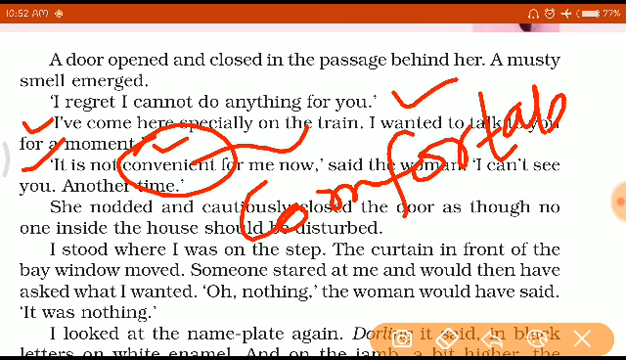 10:52 AM
77%
A door opened and closed in the passage behind her. A musty
smell emerged.
'I regret I cannot do anything for you.'
'I've come here specially on the train. I wanted to talk to you
for a moment.'
'It is not convenient for me now,' said the woman. 'I can't see
you. Another time.'
comfortab
She nodded and cautiously closed the door as though no
one inside the house should be disturbed.
I stood where I was on the step. The curtain in front of the
bay window moved. Someone stared at me and would then have
asked what I wanted. 'Oh, nothing,' the woman would have said.
'It was nothing.'
I looked at the name-plate again. Dorling it said, in black
letters on white enamel. And on the jamb, a bit higher, the